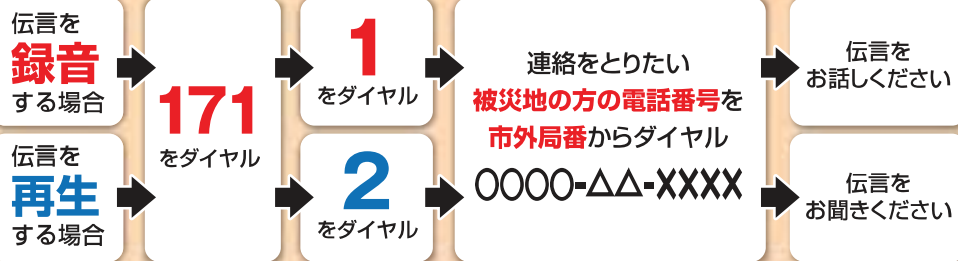 伝言を
録音
する場合
伝言を
再生
する場合
171
をダイヤル
1
をダイヤル
2
をダイヤル
連絡をとりたい
被災地の方の電話番号を
市外局番からダイヤル
○○○○-△△-××××
伝言を
お話しください
伝言を
お聞きください